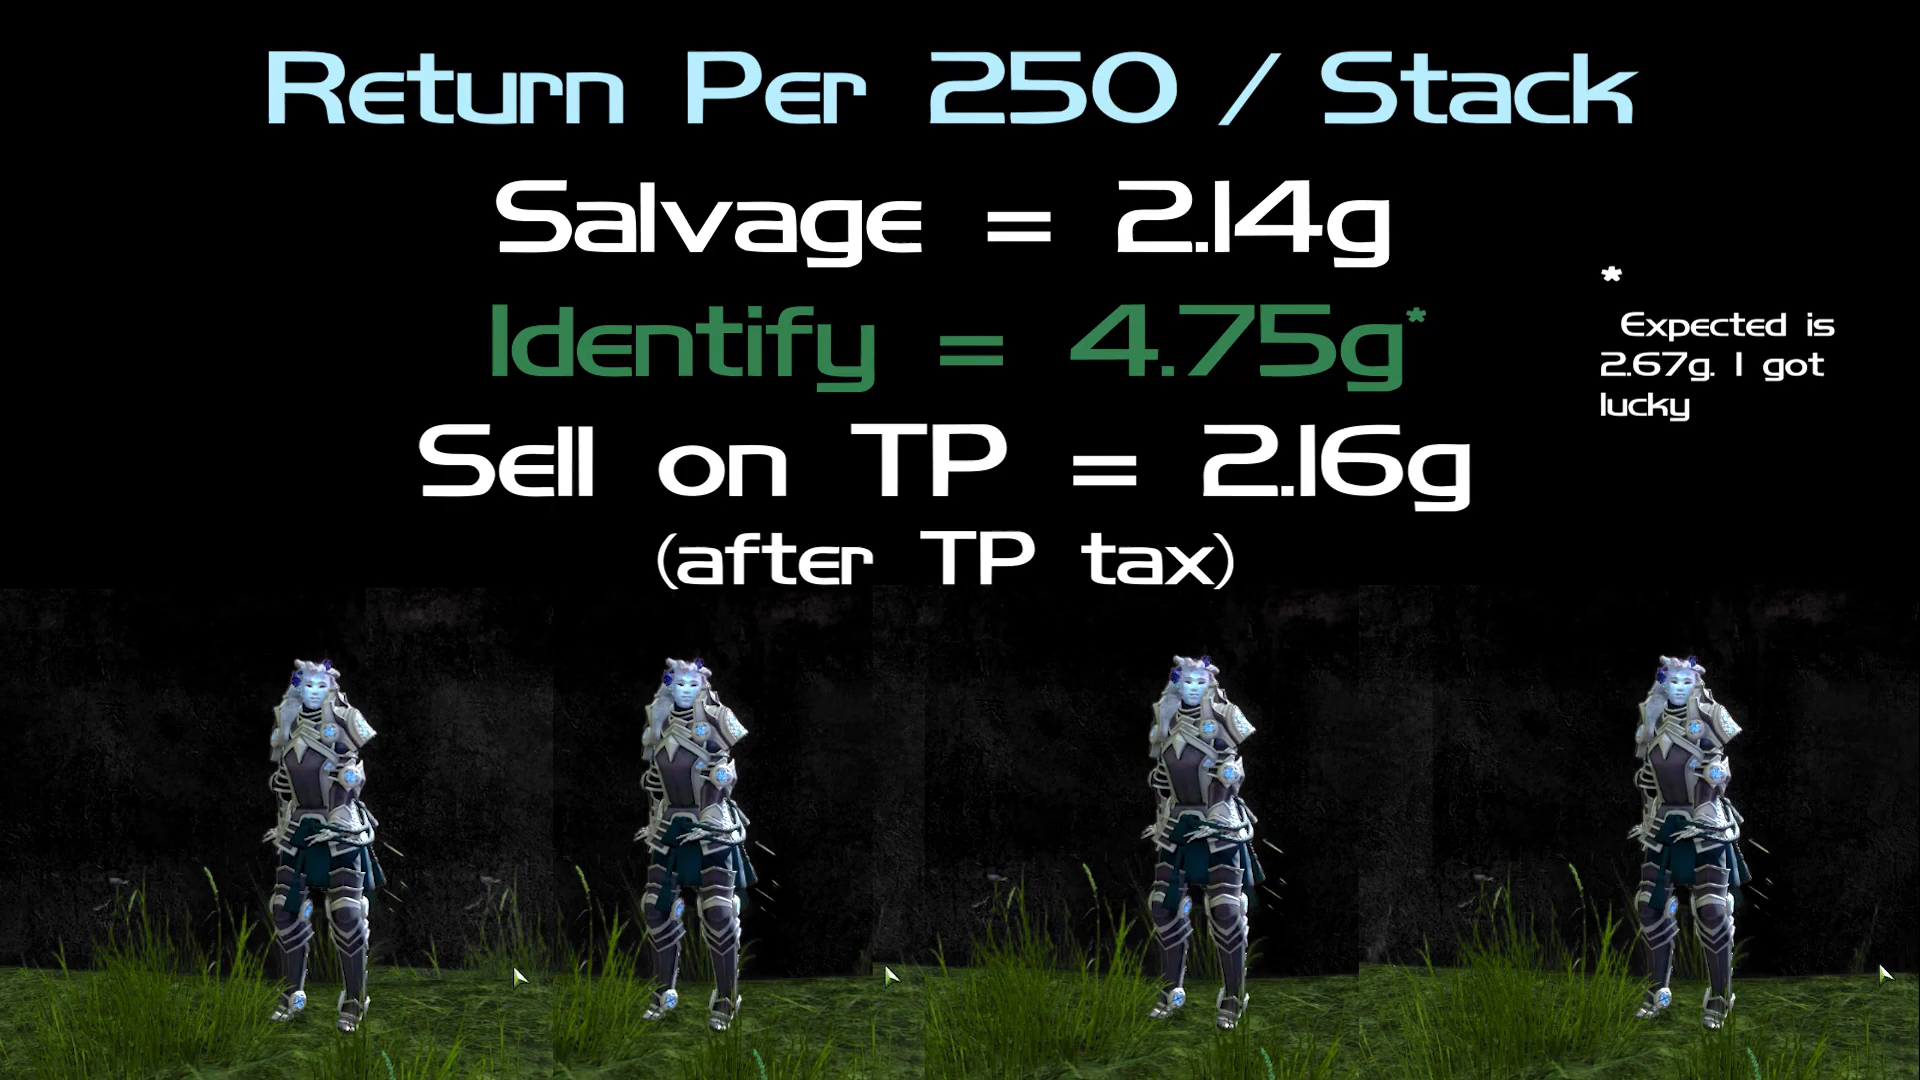 Return Per 250 / Stack
Salvage = 2.14g
Identify = 4.75g*
Sell on TP = 2.16g
(after TP tax)
*
Expected is
2.67g. I got
lucky